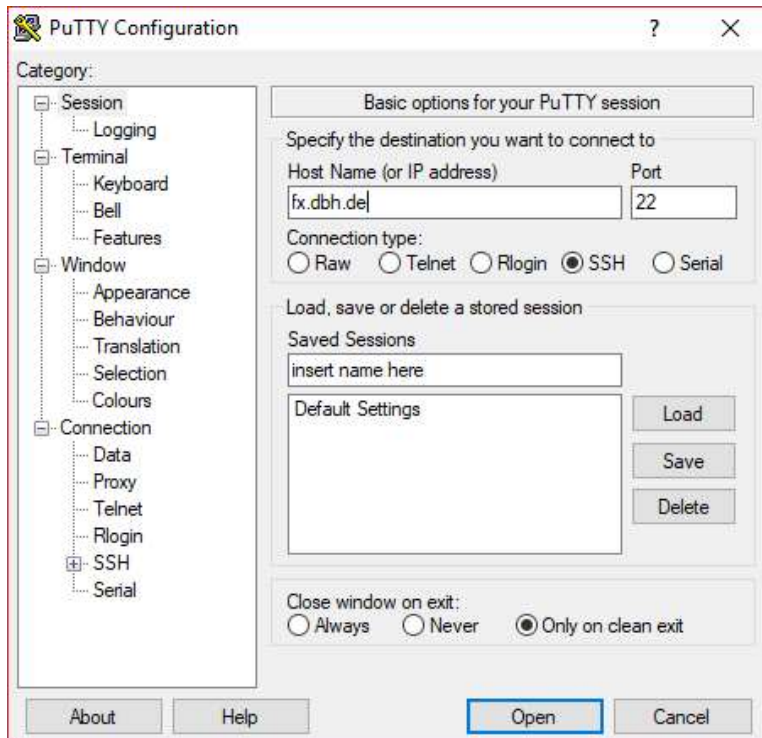 PuTTY Configuration
?
Category:
Session
Logging
Terminal
Keyboard
Bell
Features
Window
Appearance
Behaviour
Translation
Selection
Colours
Connection
Data
Proxy
Telnet
Rlogin
SSH
Serial
Basic options for your PuTTY session
Specify the destination you want to connect to
Host Name (or IP address) Port
fx.dbh.de 22
Connection type:
Raw Telnet Rlogin SSH Serial
Load, save or delete a stored session
Saved Sessions
insert name here
Default Settings
Load
Save
Delete
Close window on exit:
Always Never Only on clean exit
About Help Open Cancel